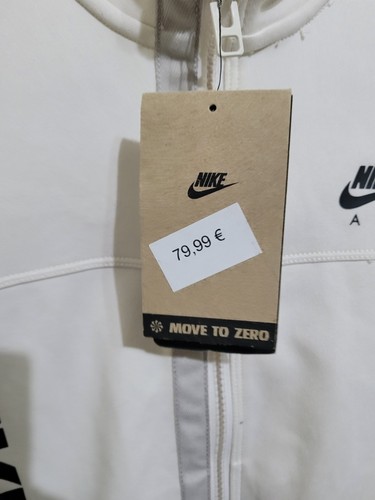 NIKE
79,99 €
MOVE TO ZERO
A